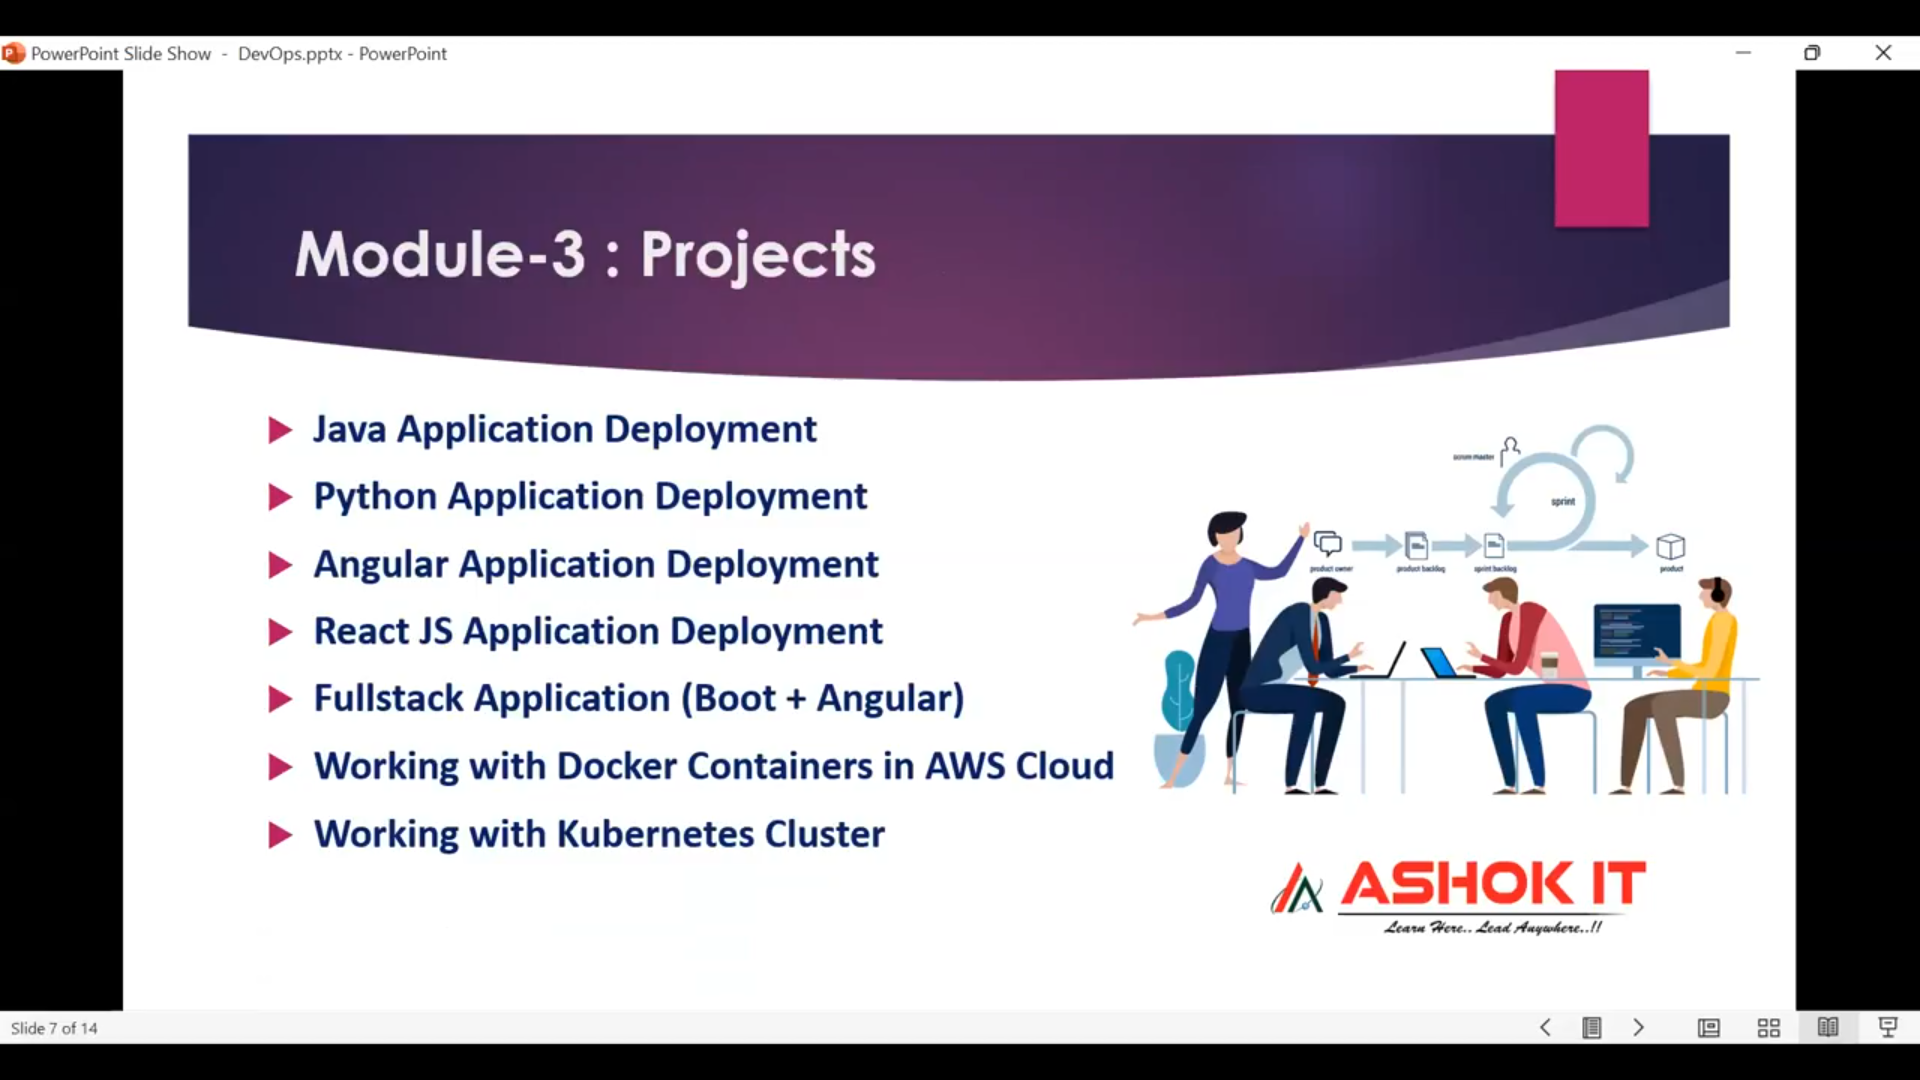 PowerPoint Slide Show - DevOps.pptx - PowerPoint
Module-3 : Projects
Java Application Deployment
Python Application Deployment
Angular Application Deployment
React JS Application Deployment
Fullstack Application (Boot + Angular)
Working with Docker Containers in AWS Cloud
Working with Kubernetes Cluster
scrum master
sprint
product owner
product backlog
sprint backlog
product
ASHOK IT
Learn Here.. Lead Anywhere..!!
Slide 7 of 14